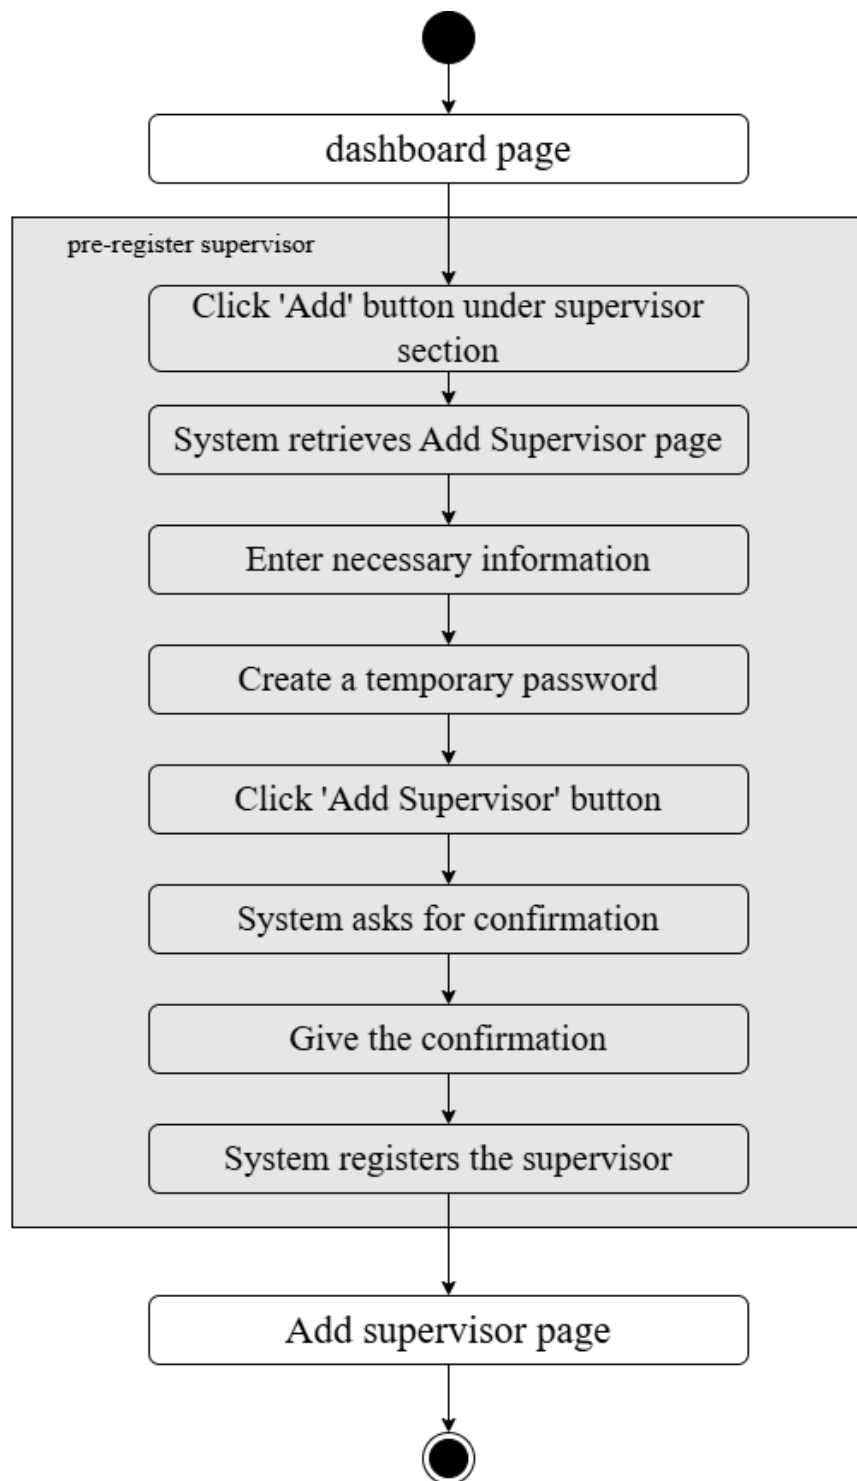 dashboard page
pre-register supervisor
Click 'Add' button under supervisor
section
System retrieves Add Supervisor page
Enter necessary information
Create a temporary password
Click 'Add Supervisor' button
System asks for confirmation
Give the confirmation
System registers the supervisor
Add supervisor page